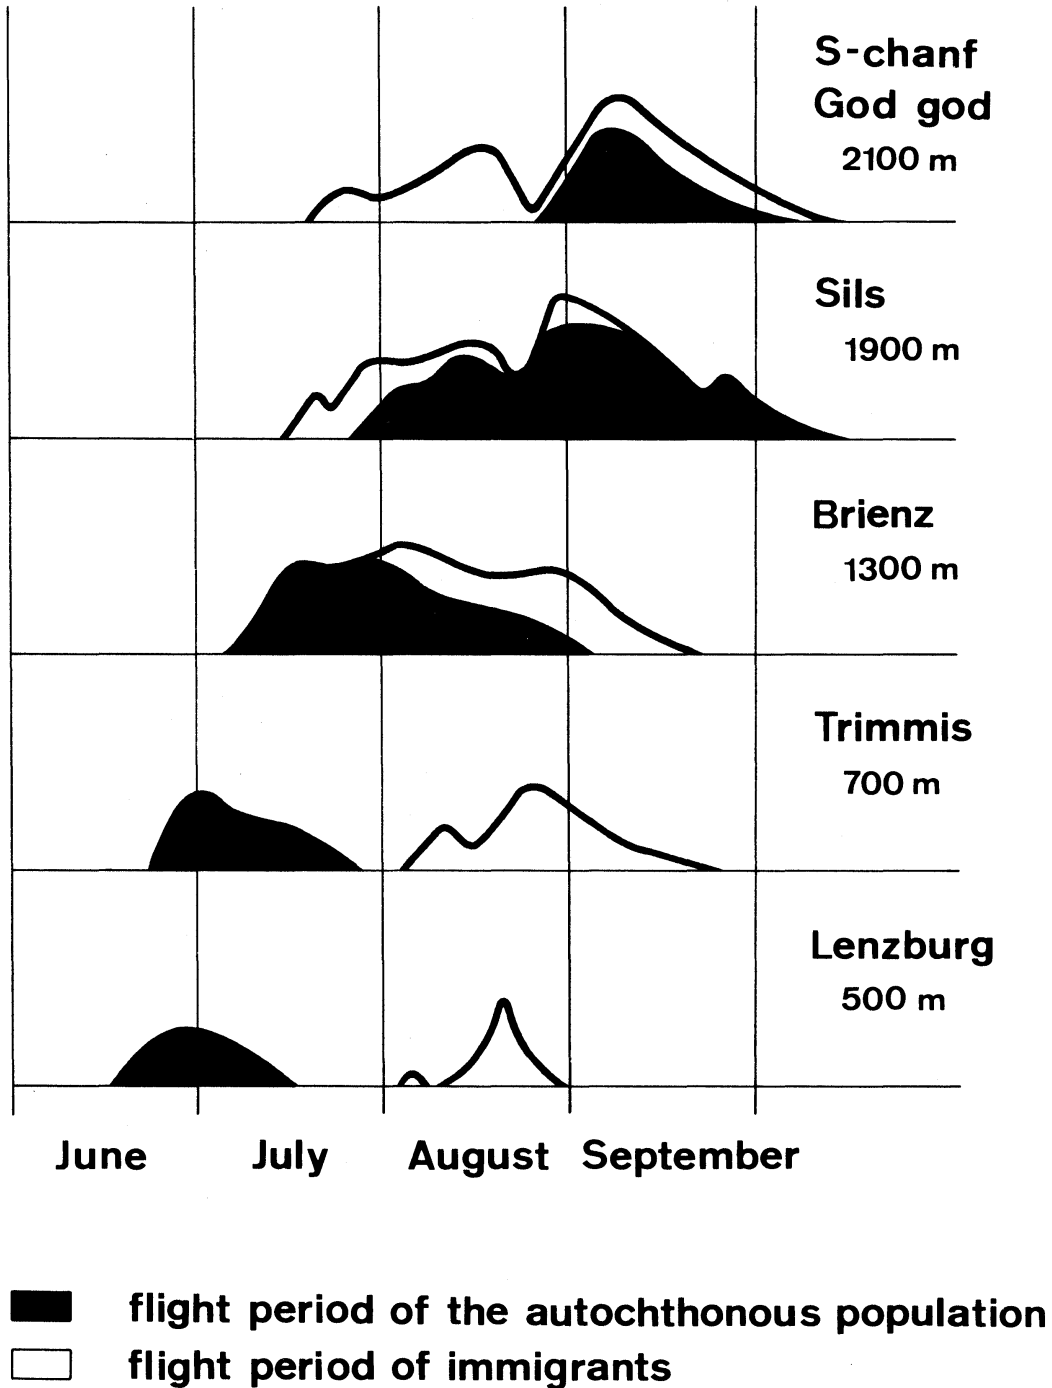 S-chanf
God god
2100 m
Sils
1900 m
Brienz
1300 m
Trimmis
700 m
Lenzburg
500 m
June July August September
flight period of the autochthonous population
flight period of immigrants